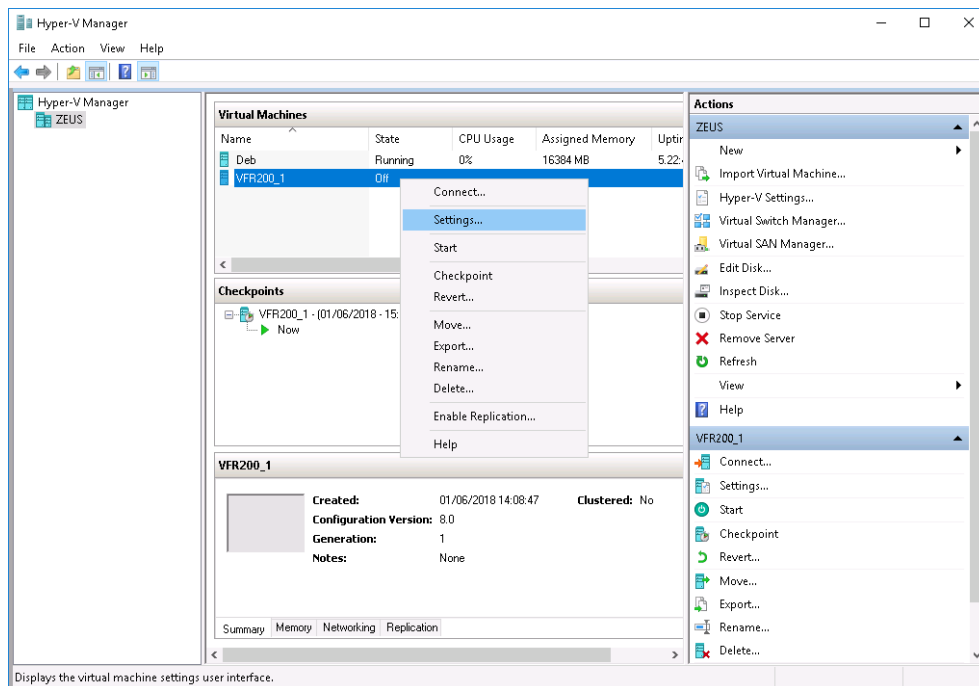 Hyper-V Manager
File Action View Help
Hyper-V Manager
ZEUS
Virtual Machines
Name State CPU Usage Assigned Memory
Deb Running 0% 16384 MB
VFR200_1 Off
Connect...
Settings...
Start
Checkpoint
Revert...
Move...
Export...
Rename...
Delete...
Enable Replication...
Help
Checkpoints
VFR200_1 - (01/06/2018 - 15:
Now
VFR200_1
Created: 01/06/2018 14:08:47 Clustered: No
Configuration Version: 8.0
Generation: 1
Notes: None
Summary Memory Networking Replication
Actions
ZEUS
New
Import Virtual Machine...
Hyper-V Settings...
Virtual Switch Manager...
Virtual SAN Manager...
Edit Disk...
Inspect Disk...
Stop Service
Remove Server
Refresh
View
Help
VFR200_1
Connect...
Settings...
Start
Checkpoint
Revert...
Move...
Export...
Rename...
Delete...
Displays the virtual machine settings user interface.